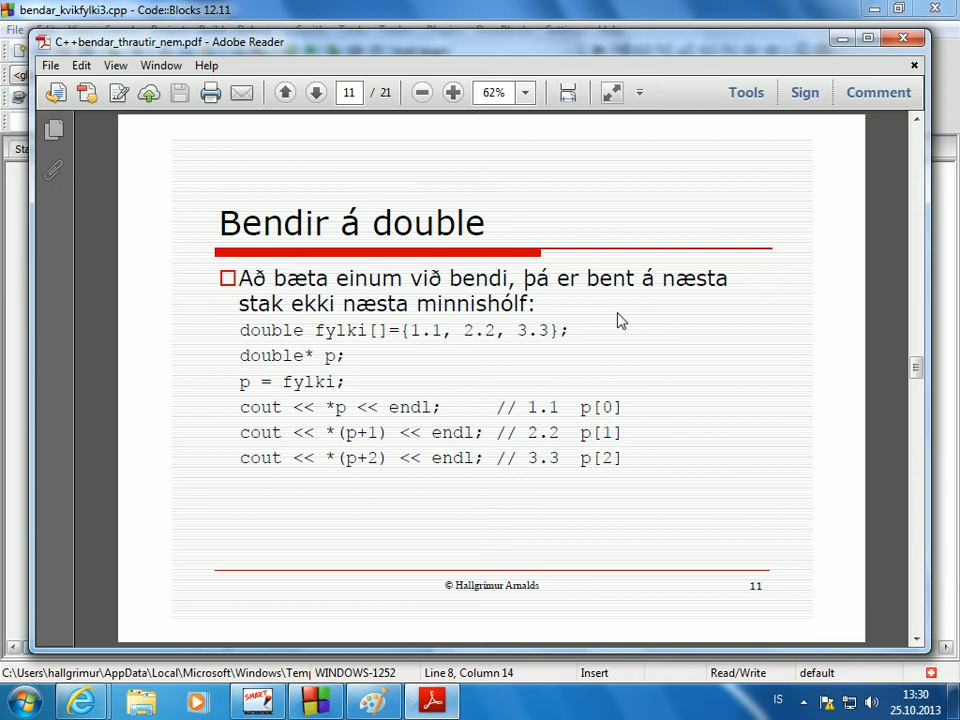 bendar_kvikfylki3.cpp - Code::Blocks 12.11
C++bendar_thrautir_nem.pdf - Adobe Reader
File Edit View Window Help
11 / 21 62% Tools Sign Comment
Bendir á double
Að bæta einum við bendi, þá er bent á næsta
stak ekki næsta minnishólf:
double fylki[]={1.1, 2.2, 3.3};
double* p;
p = fylki;
cout << *p << endl; // 1.1 p[0]
cout << *(p+1) << endl; // 2.2 p[1]
cout << *(p+2) << endl; // 3.3 p[2]
© Hallgrímur Arnalds 11
C:\Users\hallgrimur\AppData\Local\Microsoft\Windows\Temp WINDOWS-1252 Line 8, Column 14 Insert Read/Write default
SMART IS 13:30
25.10.2013